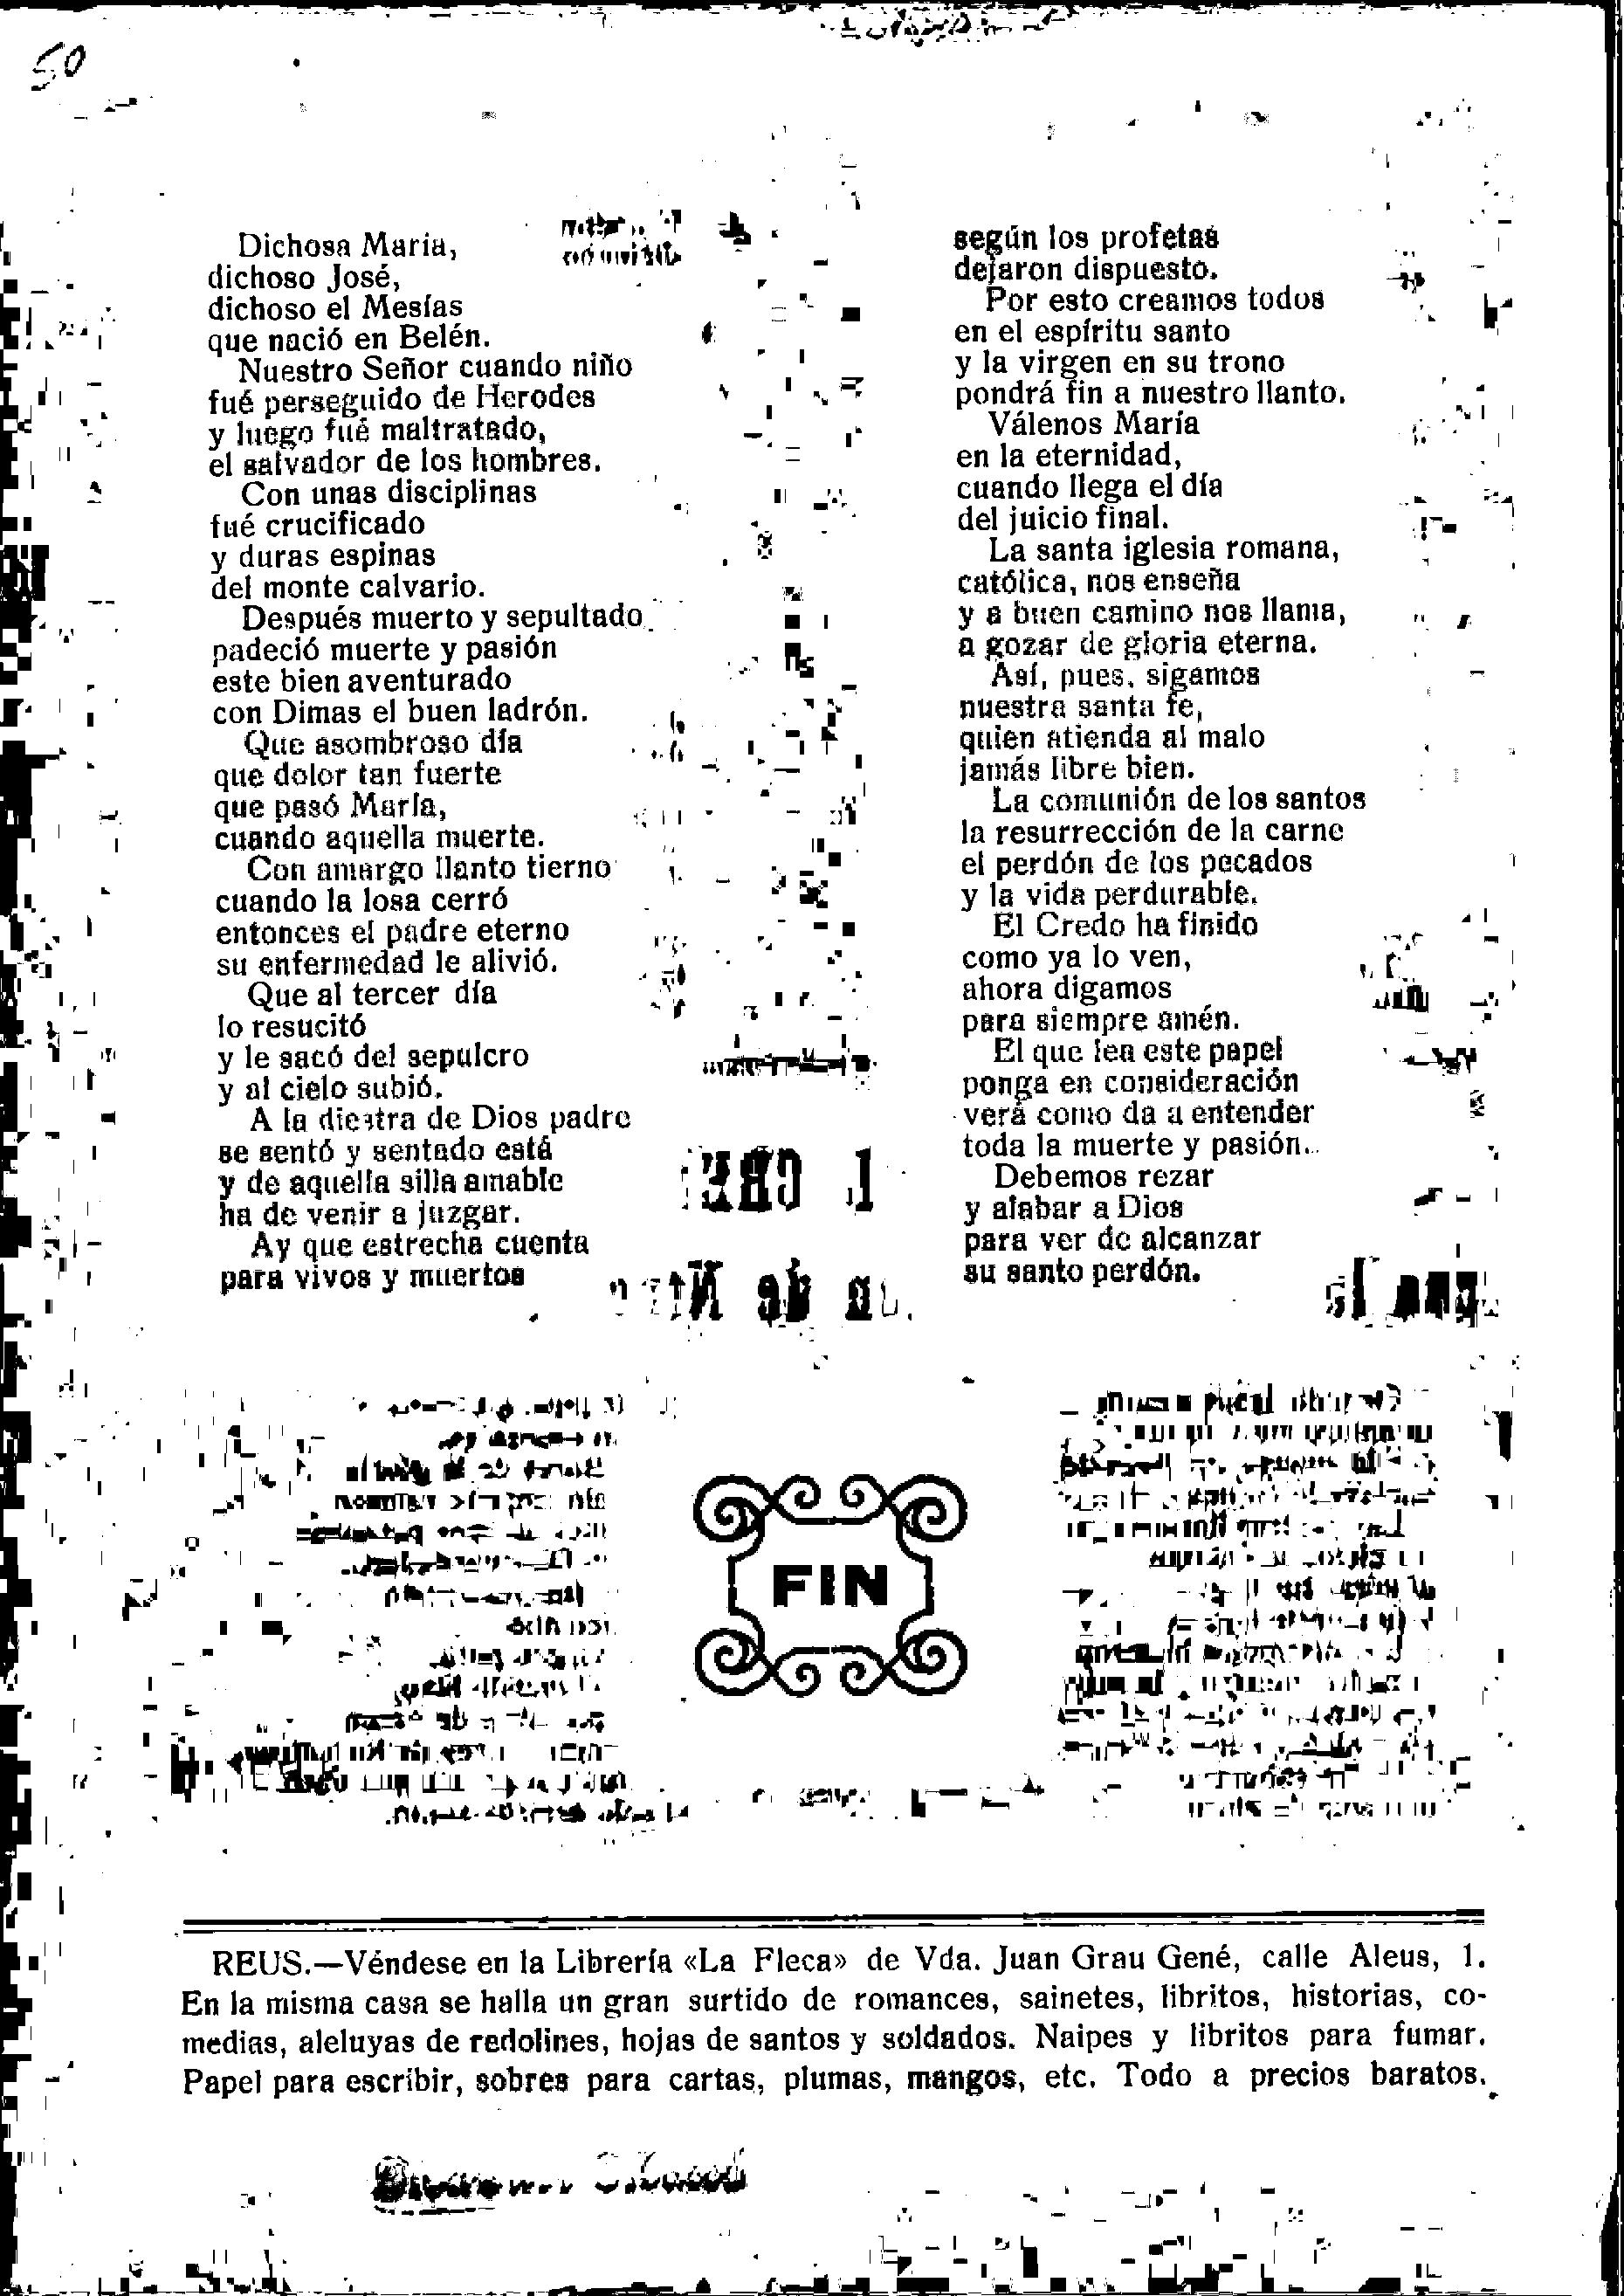 50
Dichosa María,
dichoso José,
dichoso el Mesías
que nació en Belén.
Nuestro Señor cuando niño
fué perseguido de Herodes
y luego fué maltratado,
el salvador de los hombres.
Con unas disciplinas
fué crucificado
y duras espinas
del monte calvario.
Después muerto y sepultado
padeció muerte y pasión
este bien aventurado
con Dimas el buen ladrón.
Que asombroso día
que dolor tan fuerte
que pasó María,
cuando aquella muerte.
Con amargo llanto tierno
cuando la losa cerró
entonces el padre eterno
su enfermedad le alivió.
Que al tercer día
lo resucitó
y le sacó del sepulcro
y al cielo subió.
A la diestra de Dios padre
se sentó y sentado está
y de aquella silla amable
ha de venir a juzgar.
Ay que estrecha cuenta
para vivos y muertos
según los profetas
dejaron dispuesto.
Por esto creamos todos
en el espíritu santo
y la virgen en su trono
pondrá fin a nuestro llanto.
Válenos María
en la eternidad,
cuando llega el día
del juicio final.
La santa iglesia romana,
católica, nos enseña
y a buen camino nos llama,
a gozar de gloria eterna.
Así, pues, sigamos
nuestra santa fe,
quien atienda al malo
jamás libre bien.
La comunión de los santos
la resurrección de la carne
el perdón de los pecados
y la vida perdurable.
El Credo ha finido
como ya lo ven,
ahora digamos
para siempre amén.
El que lea este papel
ponga en consideración
verá como da a entender
toda la muerte y pasión.
Debemos rezar
y alabar a Dios
para ver de alcanzar
su santo perdón.
FIN
REUS.—Véndese en la Librería «La Fleca» de Vda. Juan Grau Gené, calle Aleus, 1.
En la misma casa se halla un gran surtido de romances, sainetes, libritos, historias, co-
medias, aleluyas de redolines, hojas de santos y soldados. Naipes y libritos para fumar.
Papel para escribir, sobres para cartas, plumas, mangos, etc. Todo a precios baratos.